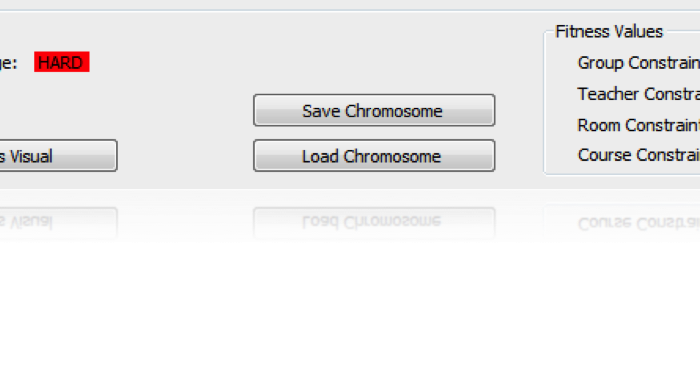 Fitness Values
ge: HARD
Group Constrain
Teacher Constra
Save Chromosome
Room Constraint
s Visual
Load Chromosome
Course Constrai